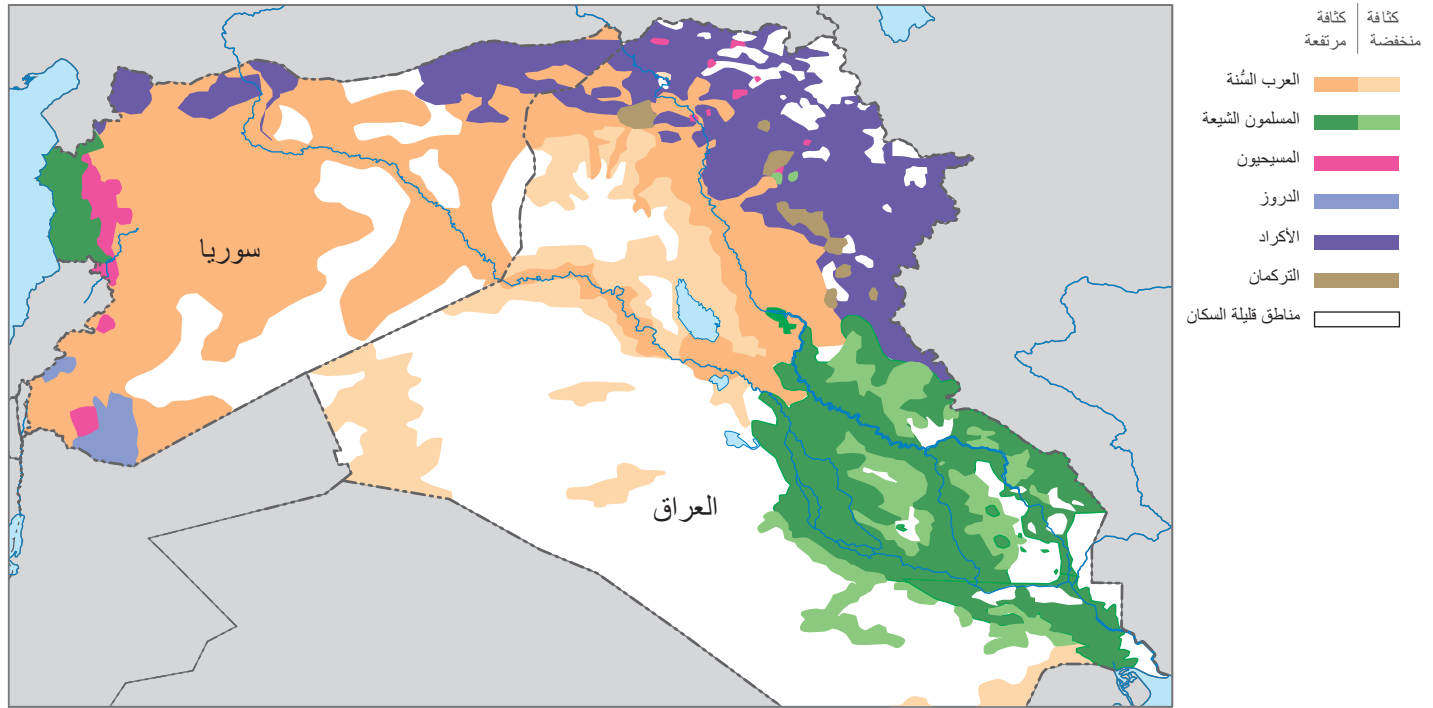 كثافة
منخفضة
كثافة
مرتفعة
العرب السُّنة
المسلمون الشيعة
المسيحيون
الدروز
الأكراد
التركمان
مناطق قليلة السكان
سوريا
العراق